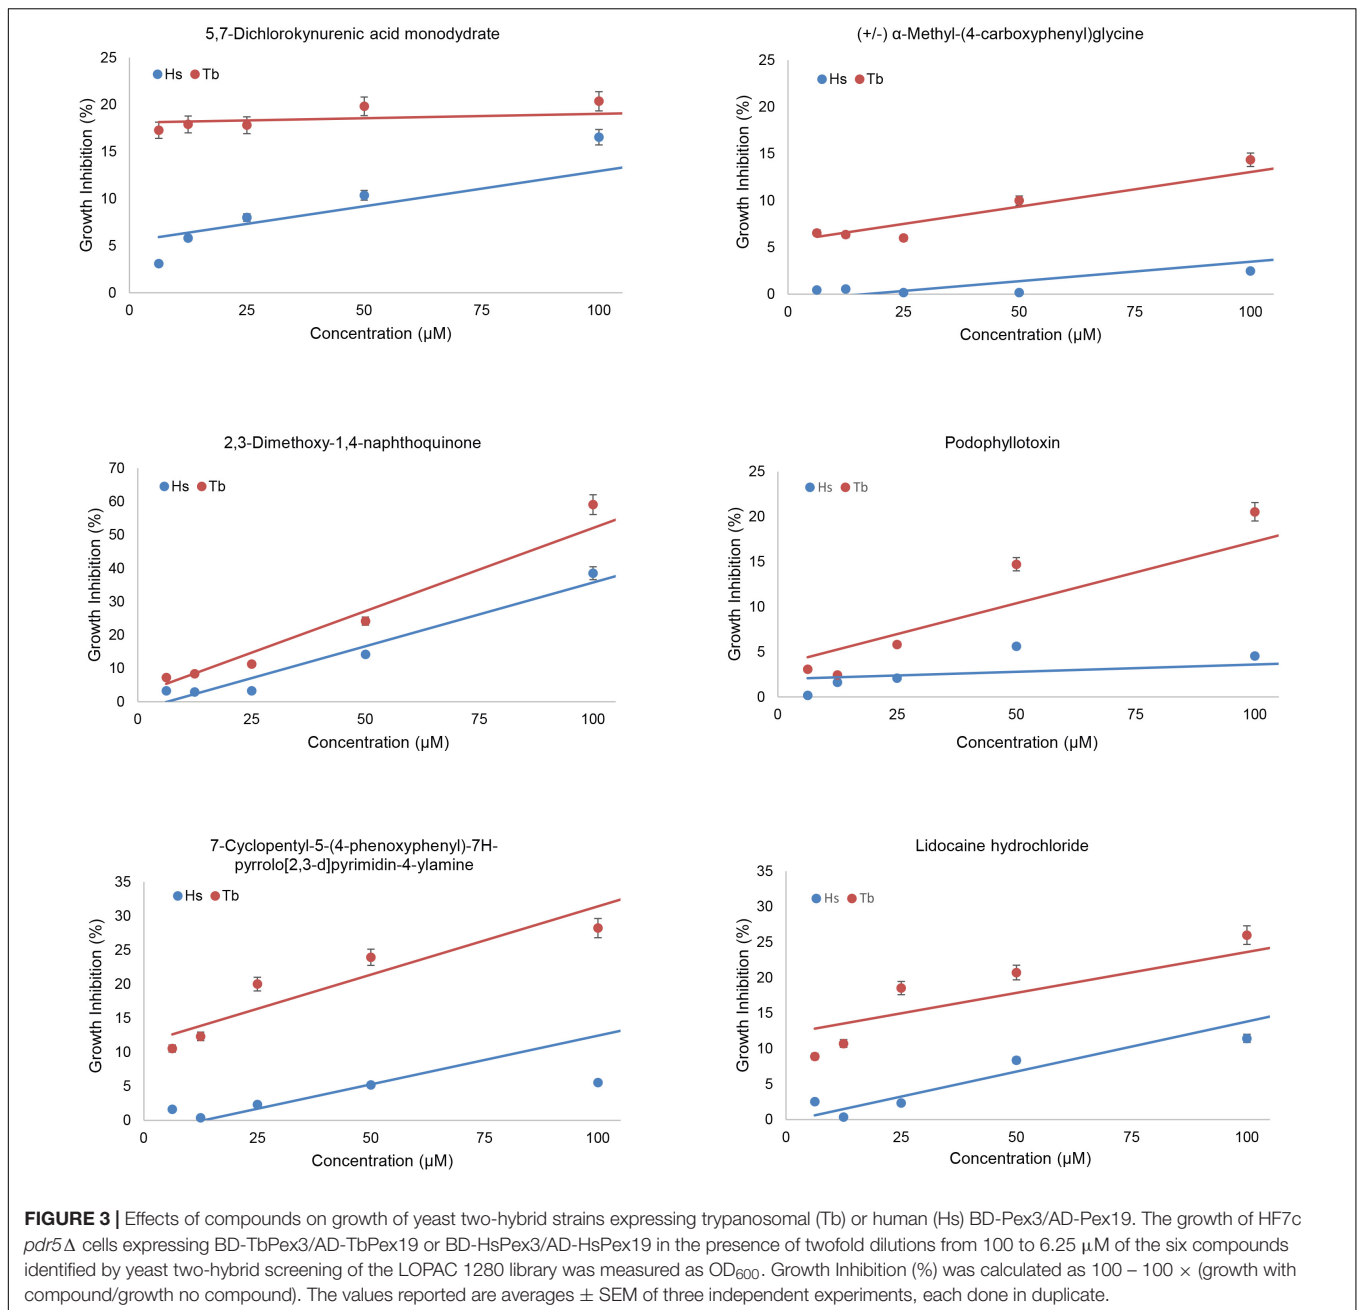 5,7-Dichlorokynurenic acid monodydrate
25
20
15
10
5
0
Hs Tb
Growth Inhibition (%)
0 25 50 75 100
Concentration (µM)
(+/-) α-Methyl-(4-carboxyphenyl)glycine
25
20
15
10
5
0
Hs Tb
Growth Inhibition (%)
0 25 50 75 100
Concentration (µM)
2,3-Dimethoxy-1,4-naphthoquinone
70
60
50
40
30
20
10
0
Hs Tb
Growth Inhibition (%)
0 25 50 75 100
Concentration (µM)
Podophyllotoxin
25
20
15
10
5
0
Hs Tb
Growth Inhibition (%)
0 25 50 75 100
Concentration (µM)
7-Cyclopentyl-5-(4-phenoxyphenyl)-7H-
pyrrolo[2,3-d]pyrimidin-4-ylamine
35
30
25
20
15
10
5
0
Hs Tb
Growth Inhibition (%)
0 25 50 75 100
Concentration (µM)
Lidocaine hydrochloride
35
30
25
20
15
10
5
0
Hs Tb
Growth Inhibition (%)
0 25 50 75 100
Concentration (µM)
FIGURE 3 | Effects of compounds on growth of yeast two-hybrid strains expressing trypanosomal (Tb) or human (Hs) BD-Pex3/AD-Pex19. The growth of HF7c
pdr5Δ cells expressing BD-TbPex3/AD-TbPex19 or BD-HsPex3/AD-HsPex19 in the presence of twofold dilutions from 100 to 6.25 µM of the six compounds
identified by yeast two-hybrid screening of the LOPAC 1280 library was measured as OD600. Growth Inhibition (%) was calculated as 100 – 100 × (growth with
compound/growth no compound). The values reported are averages ± SEM of three independent experiments, each done in duplicate.